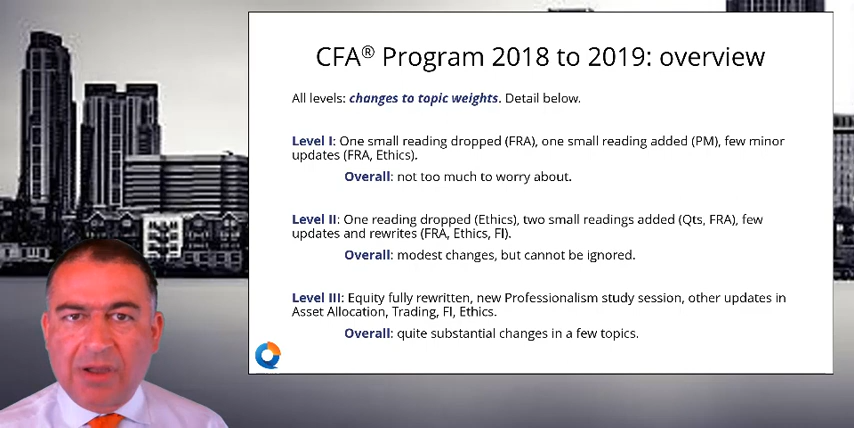 CFA® Program 2018 to 2019: overview
All levels: changes to topic weights. Detail below.
Level I: One small reading dropped (FRA), one small reading added (PM), few minor
updates (FRA, Ethics).
Overall: not too much to worry about.
Level II: One reading dropped (Ethics), two small readings added (Qts, FRA), few
updates and rewrites (FRA, Ethics, FI).
Overall: modest changes, but cannot be ignored.
Level III: Equity fully rewritten, new Professionalism study session, other updates in
Asset Allocation, Trading, FI, Ethics.
Overall: quite substantial changes in a few topics.